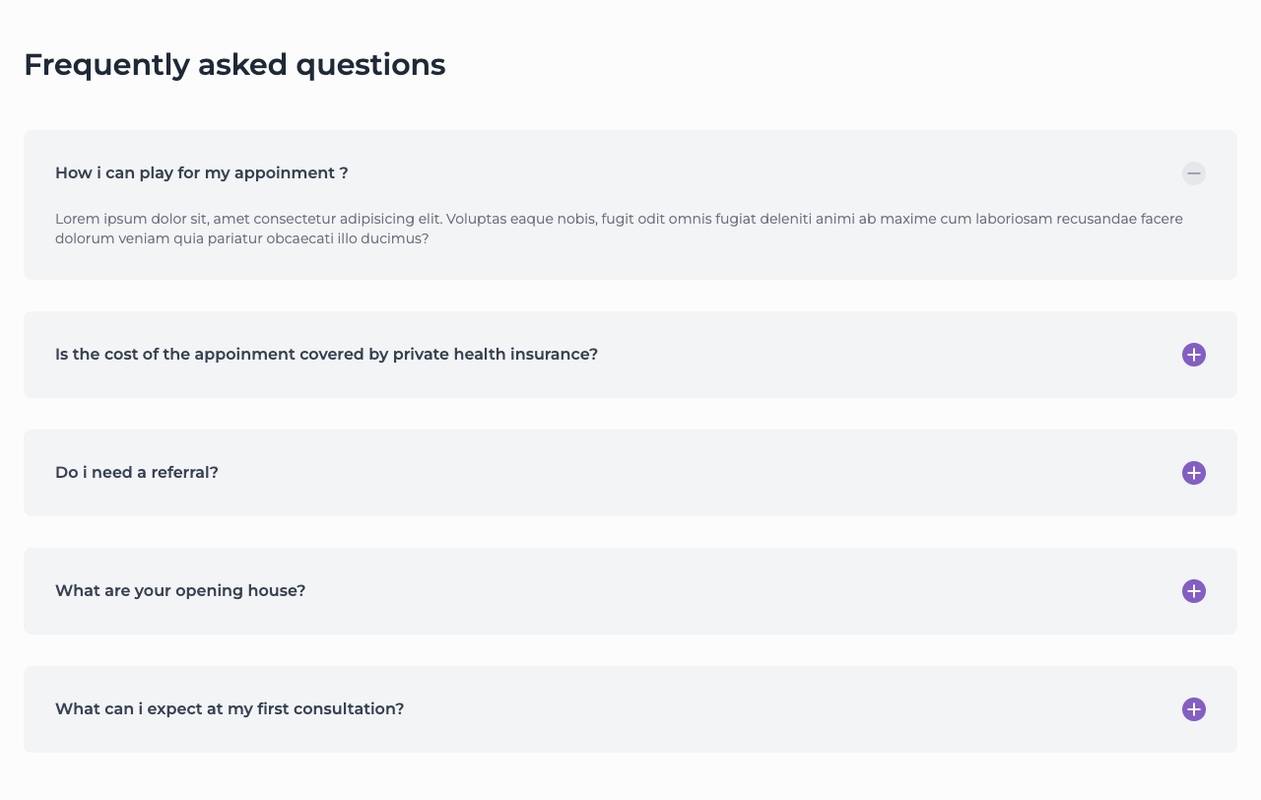 Frequently asked questions
How i can play for my appoinment ?
Lorem ipsum dolor sit, amet consectetur adipisicing elit. Voluptas eaque nobis, fugit odit omnis fugiat deleniti animi ab maxime cum laboriosam recusandae facere
dolorum veniam quia pariatur obcaecati illo ducimus?
Is the cost of the appoinment covered by private health insurance?
Do i need a referral?
What are your opening house?
What can i expect at my first consultation?